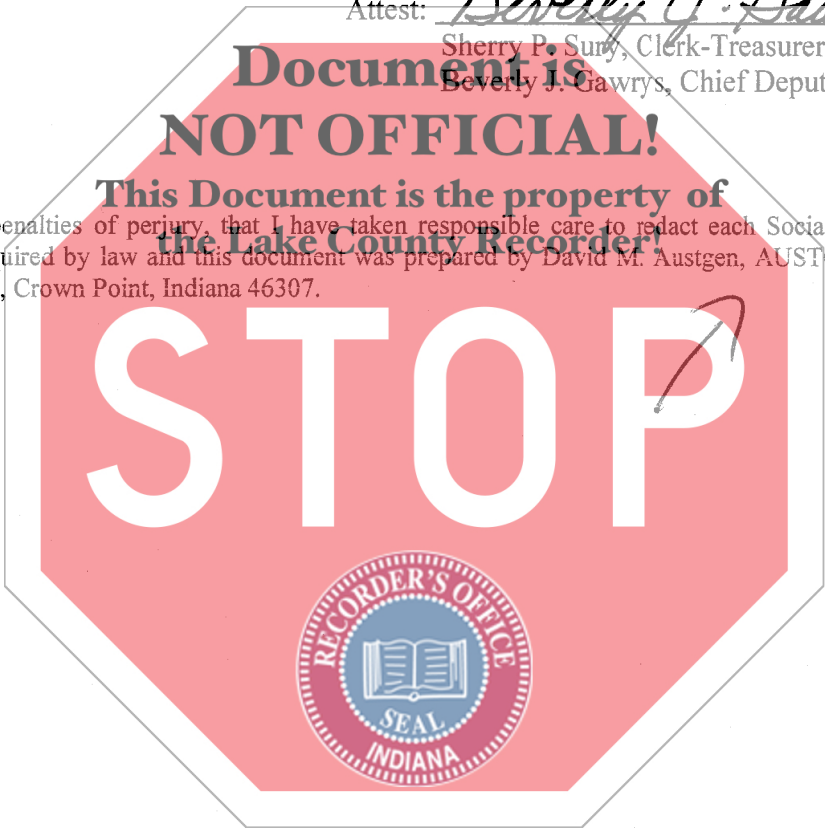 Attest: Beverly J.
Sherry P. Sury, Clerk-Treasurer
Beverly J. Gawrys, Chief Deput
Document is
NOT OFFICIAL!
This Document is the property of
the Lake County Recorder!
enalties of perjury, that I have taken responsible care to redact each Socia
uired by law and this document was prepared by David M. Austgen, AUST
, Crown Point, Indiana 46307.
STOP
RECORDER'S OFFICE
SEAL
INDIANA